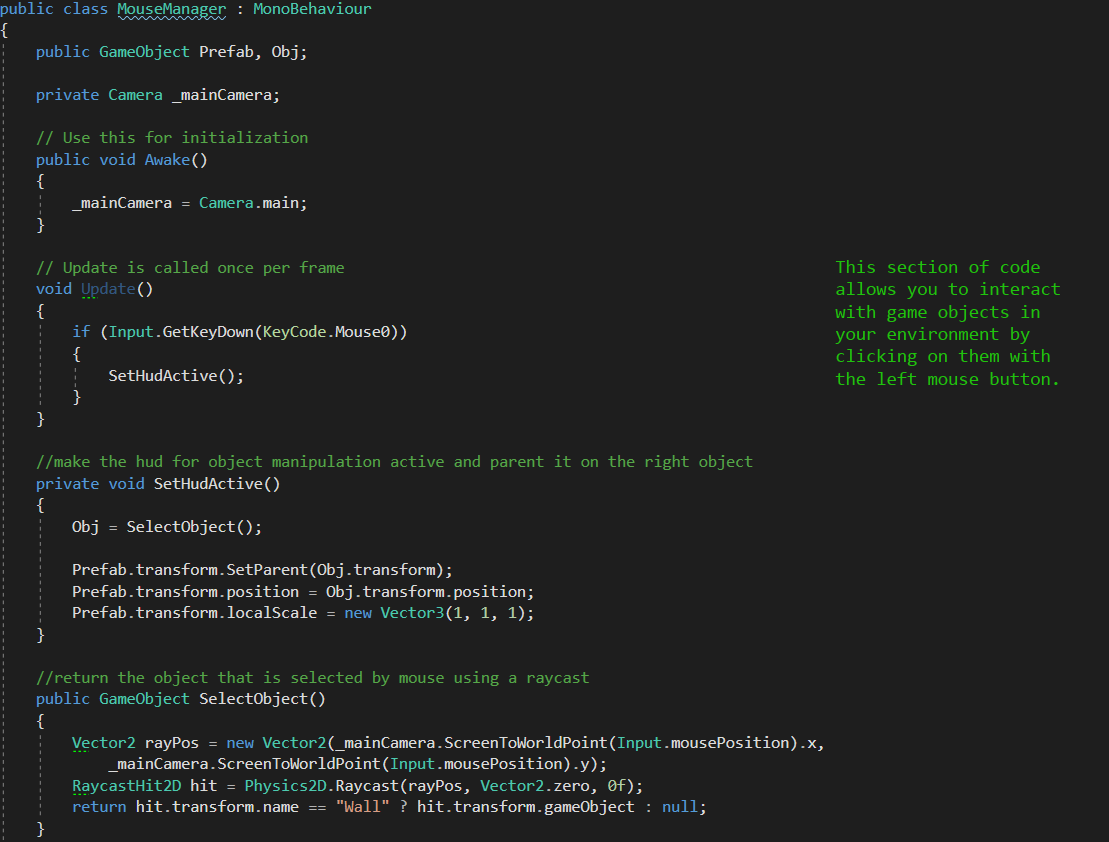 public class MouseManager : MonoBehaviour
{
public GameObject Prefab, Obj;
private Camera _mainCamera;
// Use this for initialization
public void Awake()
{
_mainCamera = Camera.main;
}
// Update is called once per frame
void Update()
{
if (Input.GetKeyDown(KeyCode.Mouse0))
{
SetHudActive();
}
}
//make the hud for object manipulation active and parent it on the right object
private void SetHudActive()
{
Obj = SelectObject();
Prefab.transform.SetParent(Obj.transform);
Prefab.transform.position = Obj.transform.position;
Prefab.transform.localScale = new Vector3(1, 1, 1);
}
//return the object that is selected by mouse using a raycast
public GameObject SelectObject()
{
Vector2 rayPos = new Vector2(_mainCamera.ScreenToWorldPoint(Input.mousePosition).x,
_mainCamera.ScreenToWorldPoint(Input.mousePosition).y);
RaycastHit2D hit = Physics2D.Raycast(rayPos, Vector2.zero, 0f);
return hit.transform.name == "Wall" ? hit.transform.gameObject : null;
}
This section of code
allows you to interact
with game objects in
your environment by
clicking on them with
the left mouse button.